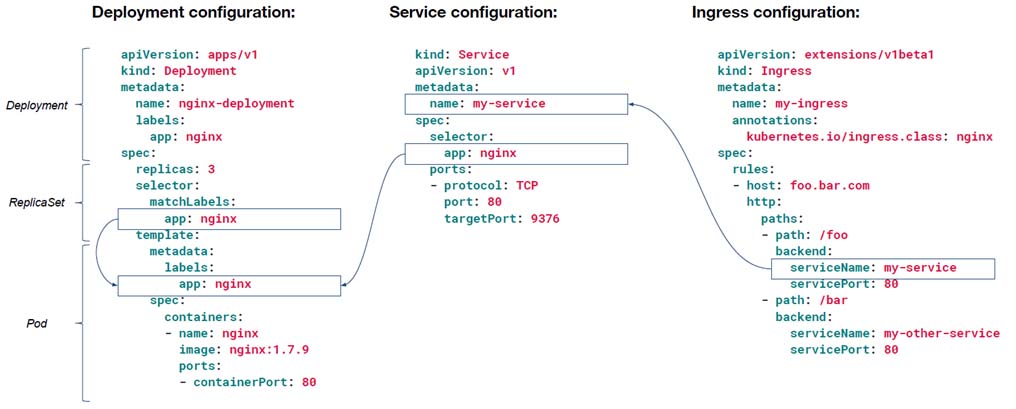 Deployment configuration:
Deployment
ReplicaSet
Pod
apiVersion: apps/v1
kind: Deployment
metadata:
  name: nginx-deployment
  labels:
    app: nginx
spec:
  replicas: 3
  selector:
    matchLabels:
      app: nginx
  template:
    metadata:
      labels:
        app: nginx
    spec:
      containers:
      - name: nginx
        image: nginx:1.7.9
        ports:
        - containerPort: 80
Service configuration:
kind: Service
apiVersion: v1
metadata:
  name: my-service
spec:
  selector:
    app: nginx
  ports:
  - protocol: TCP
    port: 80
    targetPort: 9376
Ingress configuration:
apiVersion: extensions/v1beta1
kind: Ingress
metadata:
  name: my-ingress
  annotations:
    kubernetes.io/ingress.class: nginx
spec:
  rules:
  - host: foo.bar.com
    http:
      paths:
      - path: /foo
        backend:
          serviceName: my-service
          servicePort: 80
      - path: /bar
        backend:
          serviceName: my-other-service
          servicePort: 80